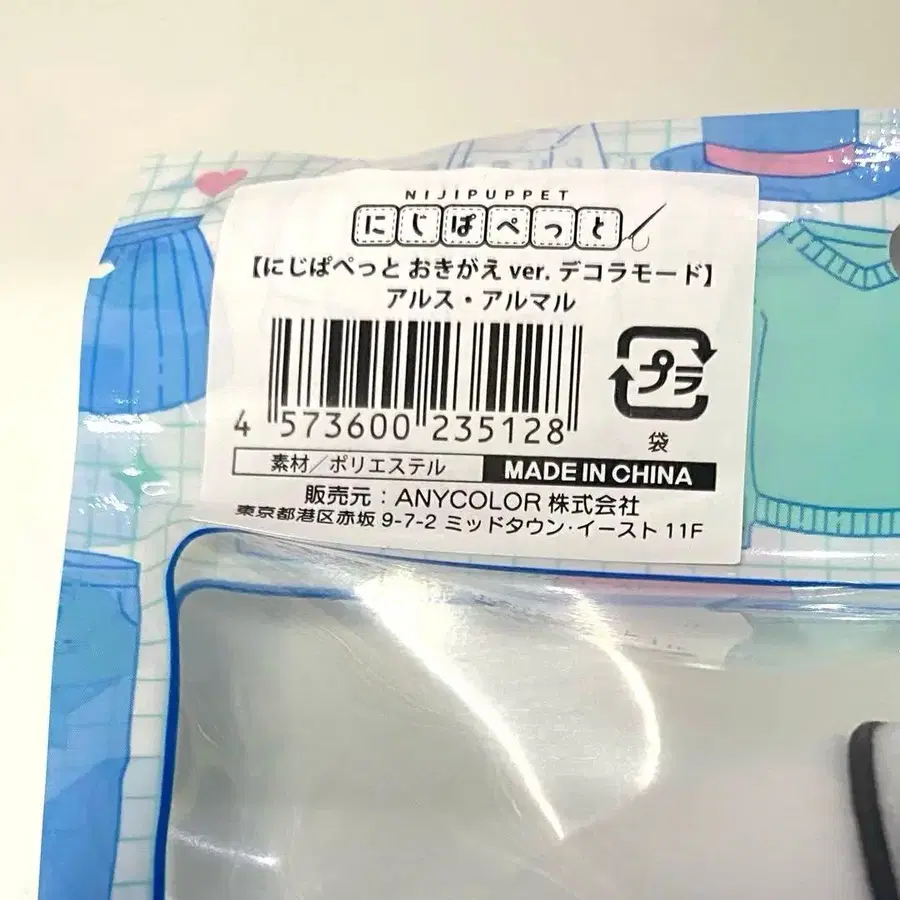 NIJIPUPPET
にじぱぺっと
【にじぱぺっと おきがえ ver. デコラモード】
アルス・アルマル
4 573600 235128
プラ
袋
素材/ポリエステル
MADE IN CHINA
販売元：ANYCOLOR 株式会社
東京都港区赤坂 9-7-2 ミッドタウン・イースト 11F